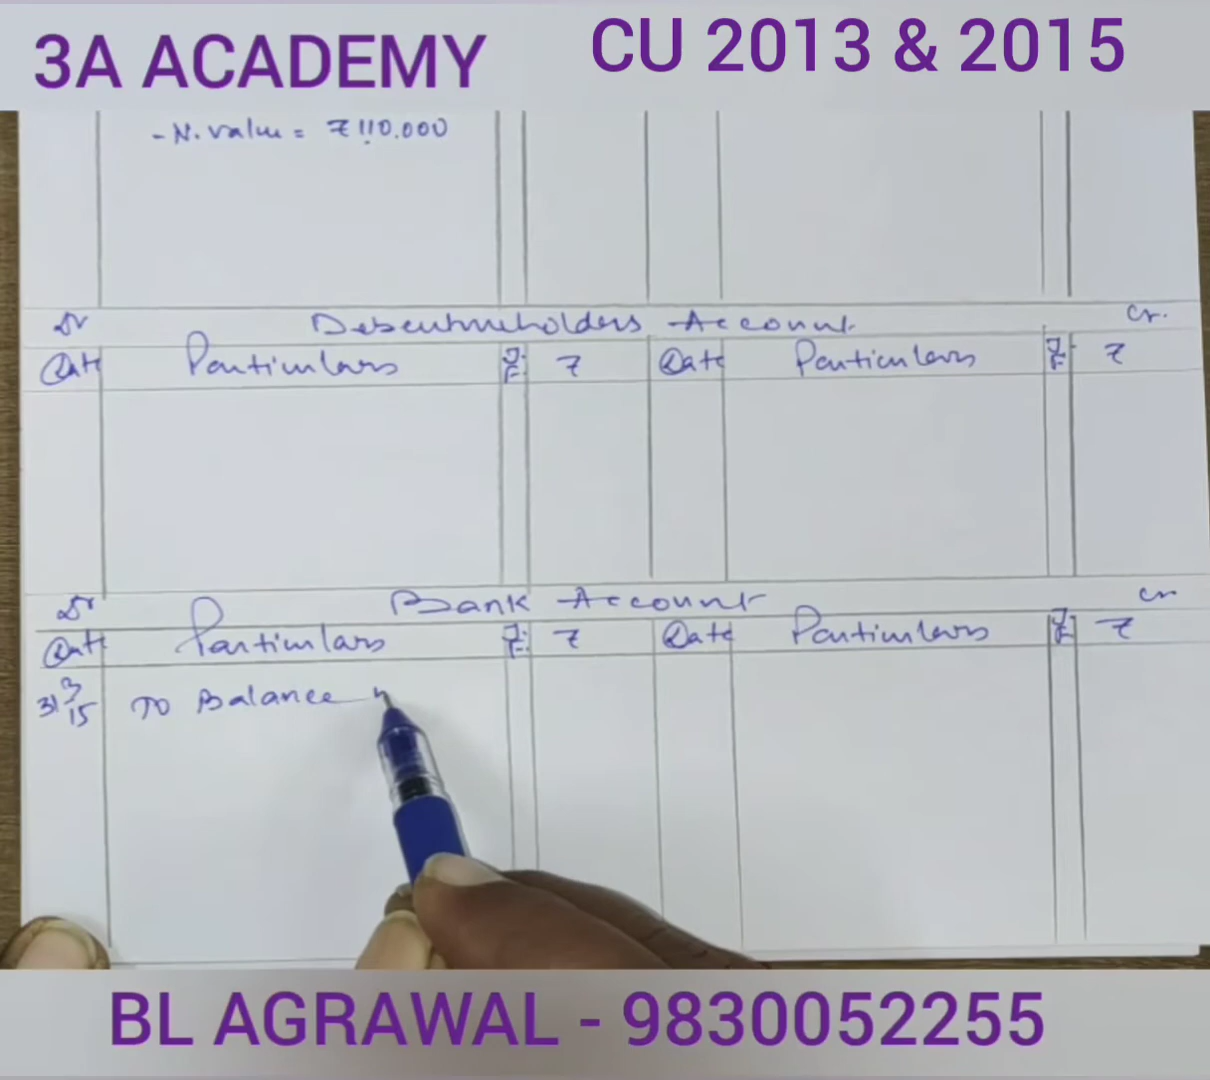 3A ACADEMY CU 2013 & 2015
- N. value = ₹ 110,000
Dr Debentureholders Account Cr.
Date Particulars J.F. ₹ Date Particulars J.F. ₹
Dr Bank Account Cr
Date Particulars J.F. ₹ Date Particulars J.F. ₹
31/3/15 To Balance
BL AGRAWAL - 9830052255